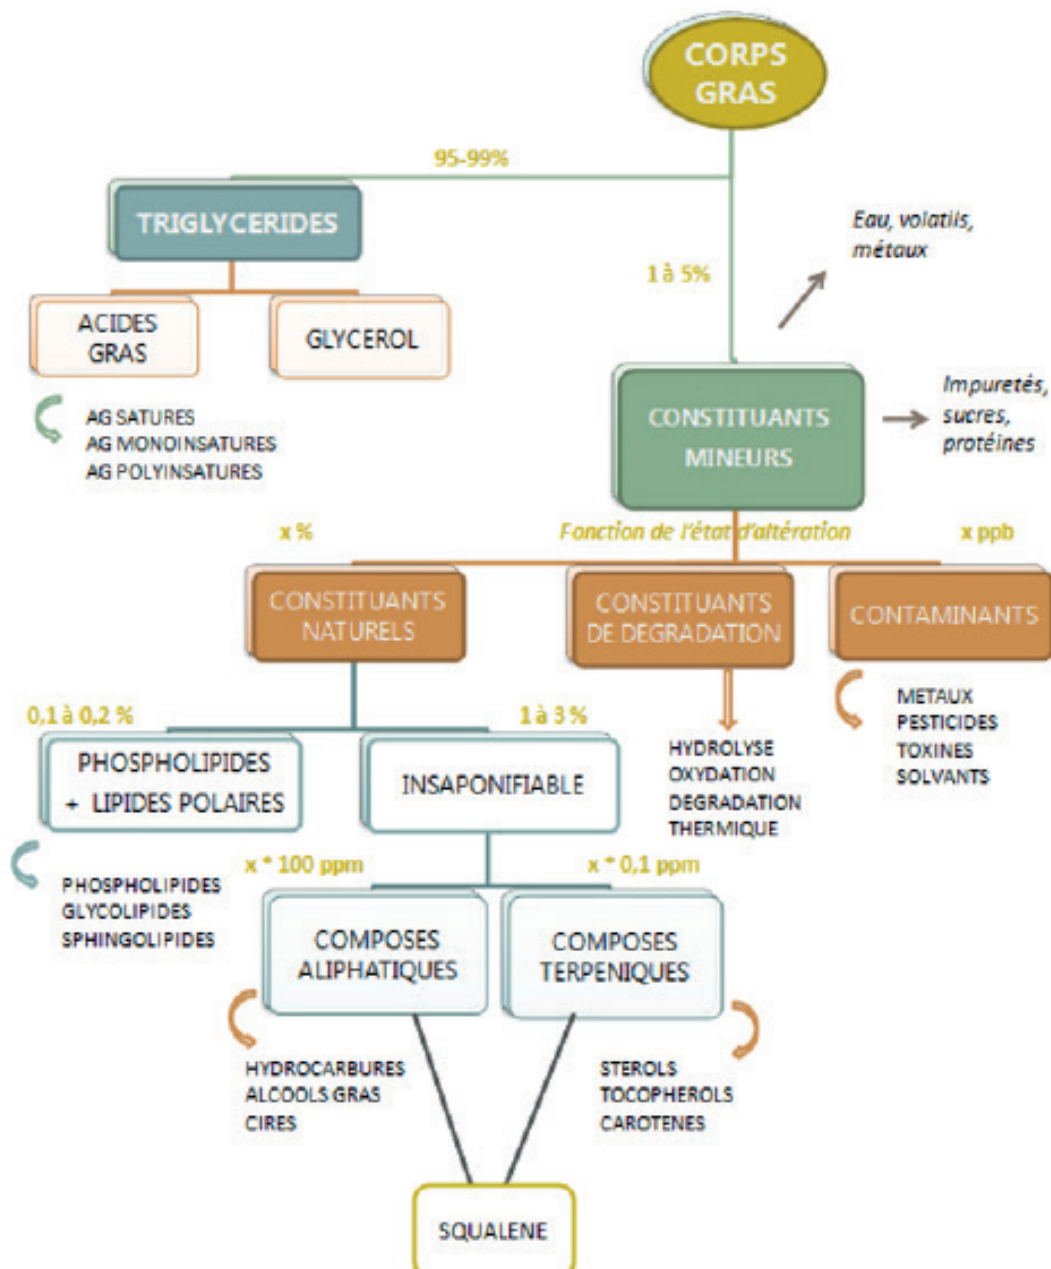 CORPS
GRAS
95-99%
TRIGLYCERIDES
Eau, volatils,
métaux
1 à 5%
ACIDES
GRAS
GLYCEROL
CONSTITUANTS
MINEURS
Impuretés,
sucres,
protéines
AG SATURES
AG MONOINSATURES
AG POLYINSATURES
x %
Fonction de l'état d'altération
x ppb
CONSTITUANTS
NATURELS
CONSTITUANTS
DE DEGRADATION
CONTAMINANTS
METAUX
PESTICIDES
TOXINES
SOLVANTS
0,1 à 0,2 %
1 à 3 %
PHOSPHOLIPIDES
+ LIPIDES POLAIRES
INSAPONIFIABLE
HYDROLYSE
OXYDATION
DEGRADATION
THERMIQUE
x * 100 ppm
x * 0,1 ppm
PHOSPHOLIPIDES
GLYCOLIPIDES
SPHINGOLIPIDES
COMPOSES
ALIPHATIQUES
COMPOSES
TERPENIQUES
HYDROCARBURES
ALCOOLS GRAS
CIRES
STEROLS
TOCOPHEROLS
CAROTENES
SQUALENE